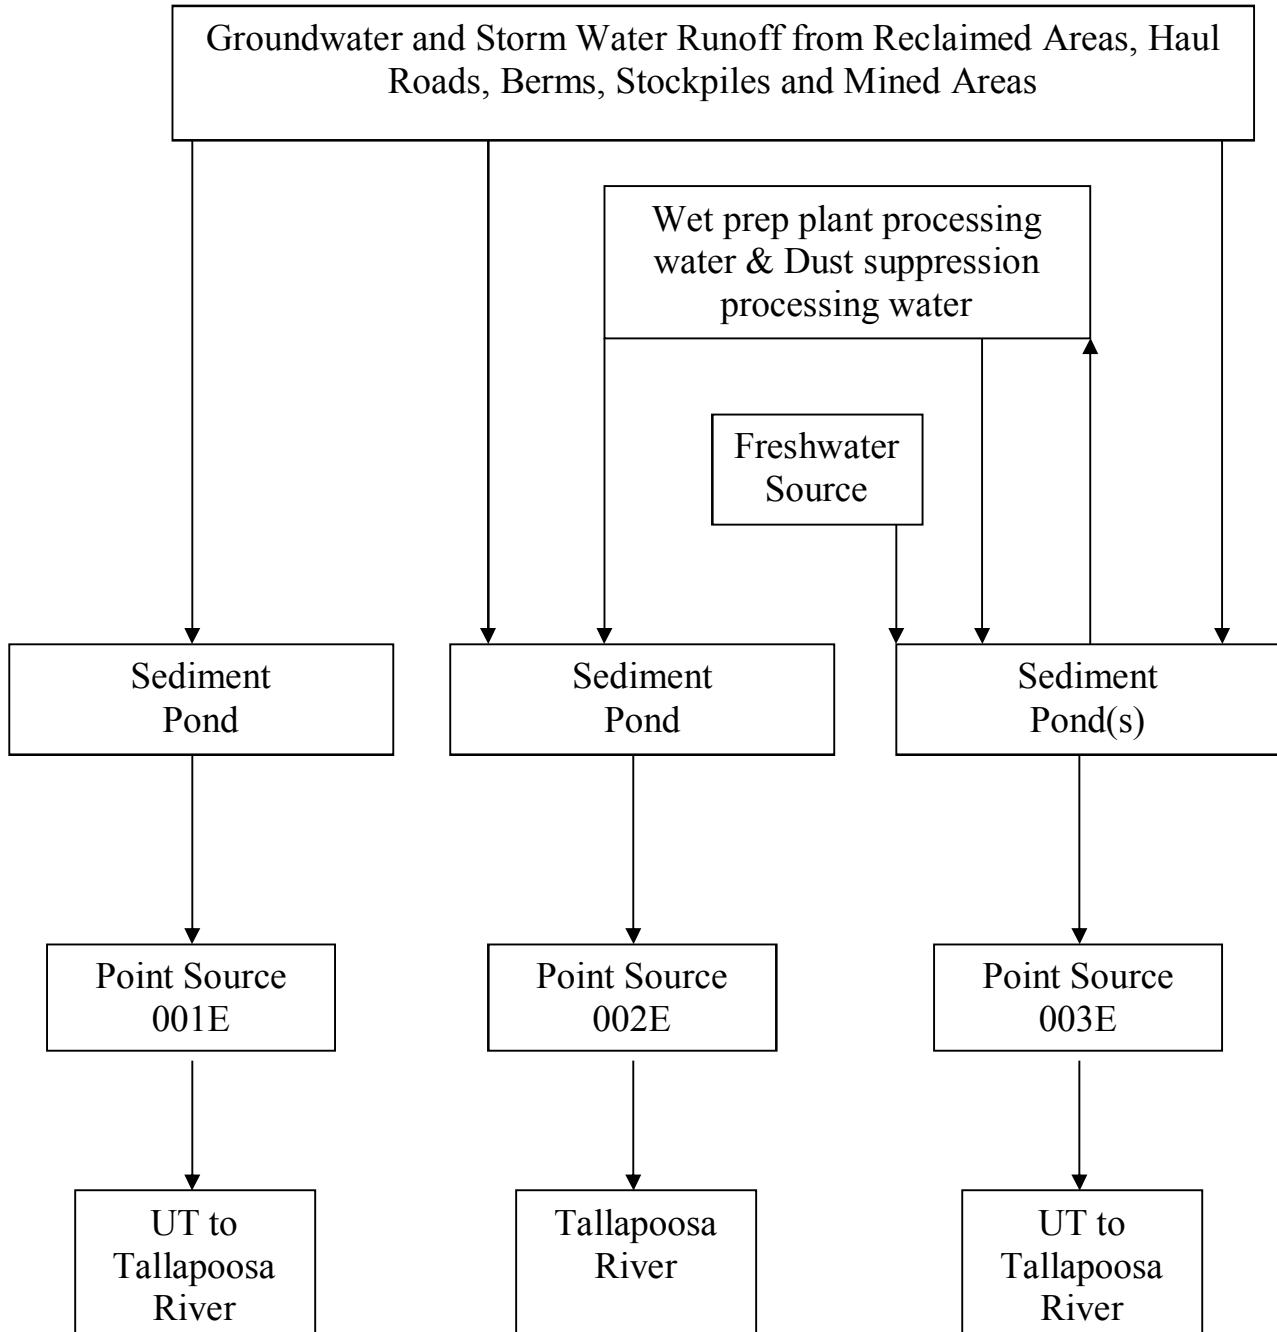 Groundwater and Storm Water Runoff from Reclaimed Areas, Haul
Roads, Berms, Stockpiles and Mined Areas
Wet prep plant processing
water & Dust suppression
processing water
Freshwater
Source
Sediment
Pond
Sediment
Pond
Sediment
Pond(s)
Point Source
001E
Point Source
002E
Point Source
003E
UT to
Tallapoosa
River
Tallapoosa
River
UT to
Tallapoosa
River